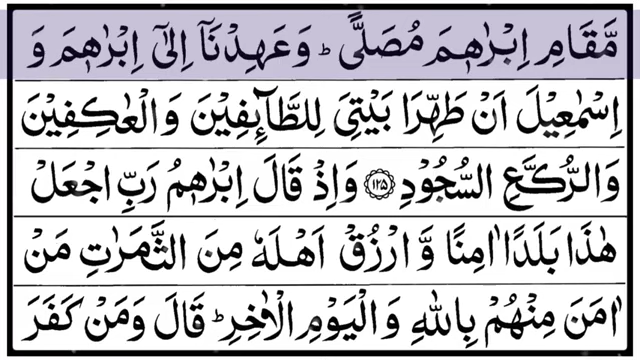 مَّقَامِ اِبْرٰهٖمَ مُصَلًّیؕ وَعَهِدْنَاۤ اِلٰۤی اِبْرٰهٖمَ وَ
اِسْمٰعِیْلَ اَنْ طَهِّرَا بَیْتِیَ لِلطَّآئِفِیْنَ وَالْعٰكِفِیْنَ
وَالرُّكَّعِ السُّجُوْدِ ﴿۱۲۵﴾ وَاِذْ قَالَ اِبْرٰهٖمُ رَبِّ اجْعَلْ
هٰذَا بَلَدًا اٰمِنًا وَّارْزُقْ اَهْلَهٗ مِنَ الثَّمَرٰتِ مَنْ
اٰمَنَ مِنْهُمْ بِاللّٰهِ وَالْیَوْمِ الْاٰخِرِؕ قَالَ وَمَنْ كَفَرَ